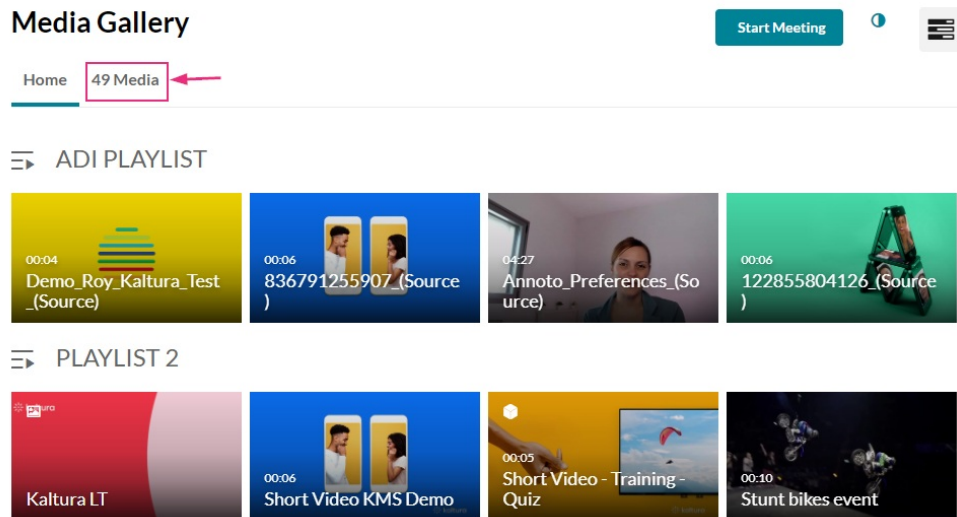 Media Gallery
Start Meeting
Home
49 Media
ADI PLAYLIST
00:04
Demo_Roy_Kaltura_Test
_(Source)
00:06
836791255907_(Source
)
04:27
Annoto_Preferences_(So
urce)
00:06
122855804126_(Source
)
PLAYLIST 2
Kaltura LT
00:06
Short Video KMS Demo
kaltura
00:05
Short Video - Training -
Quiz
kaltura
00:10
Stunt bikes event